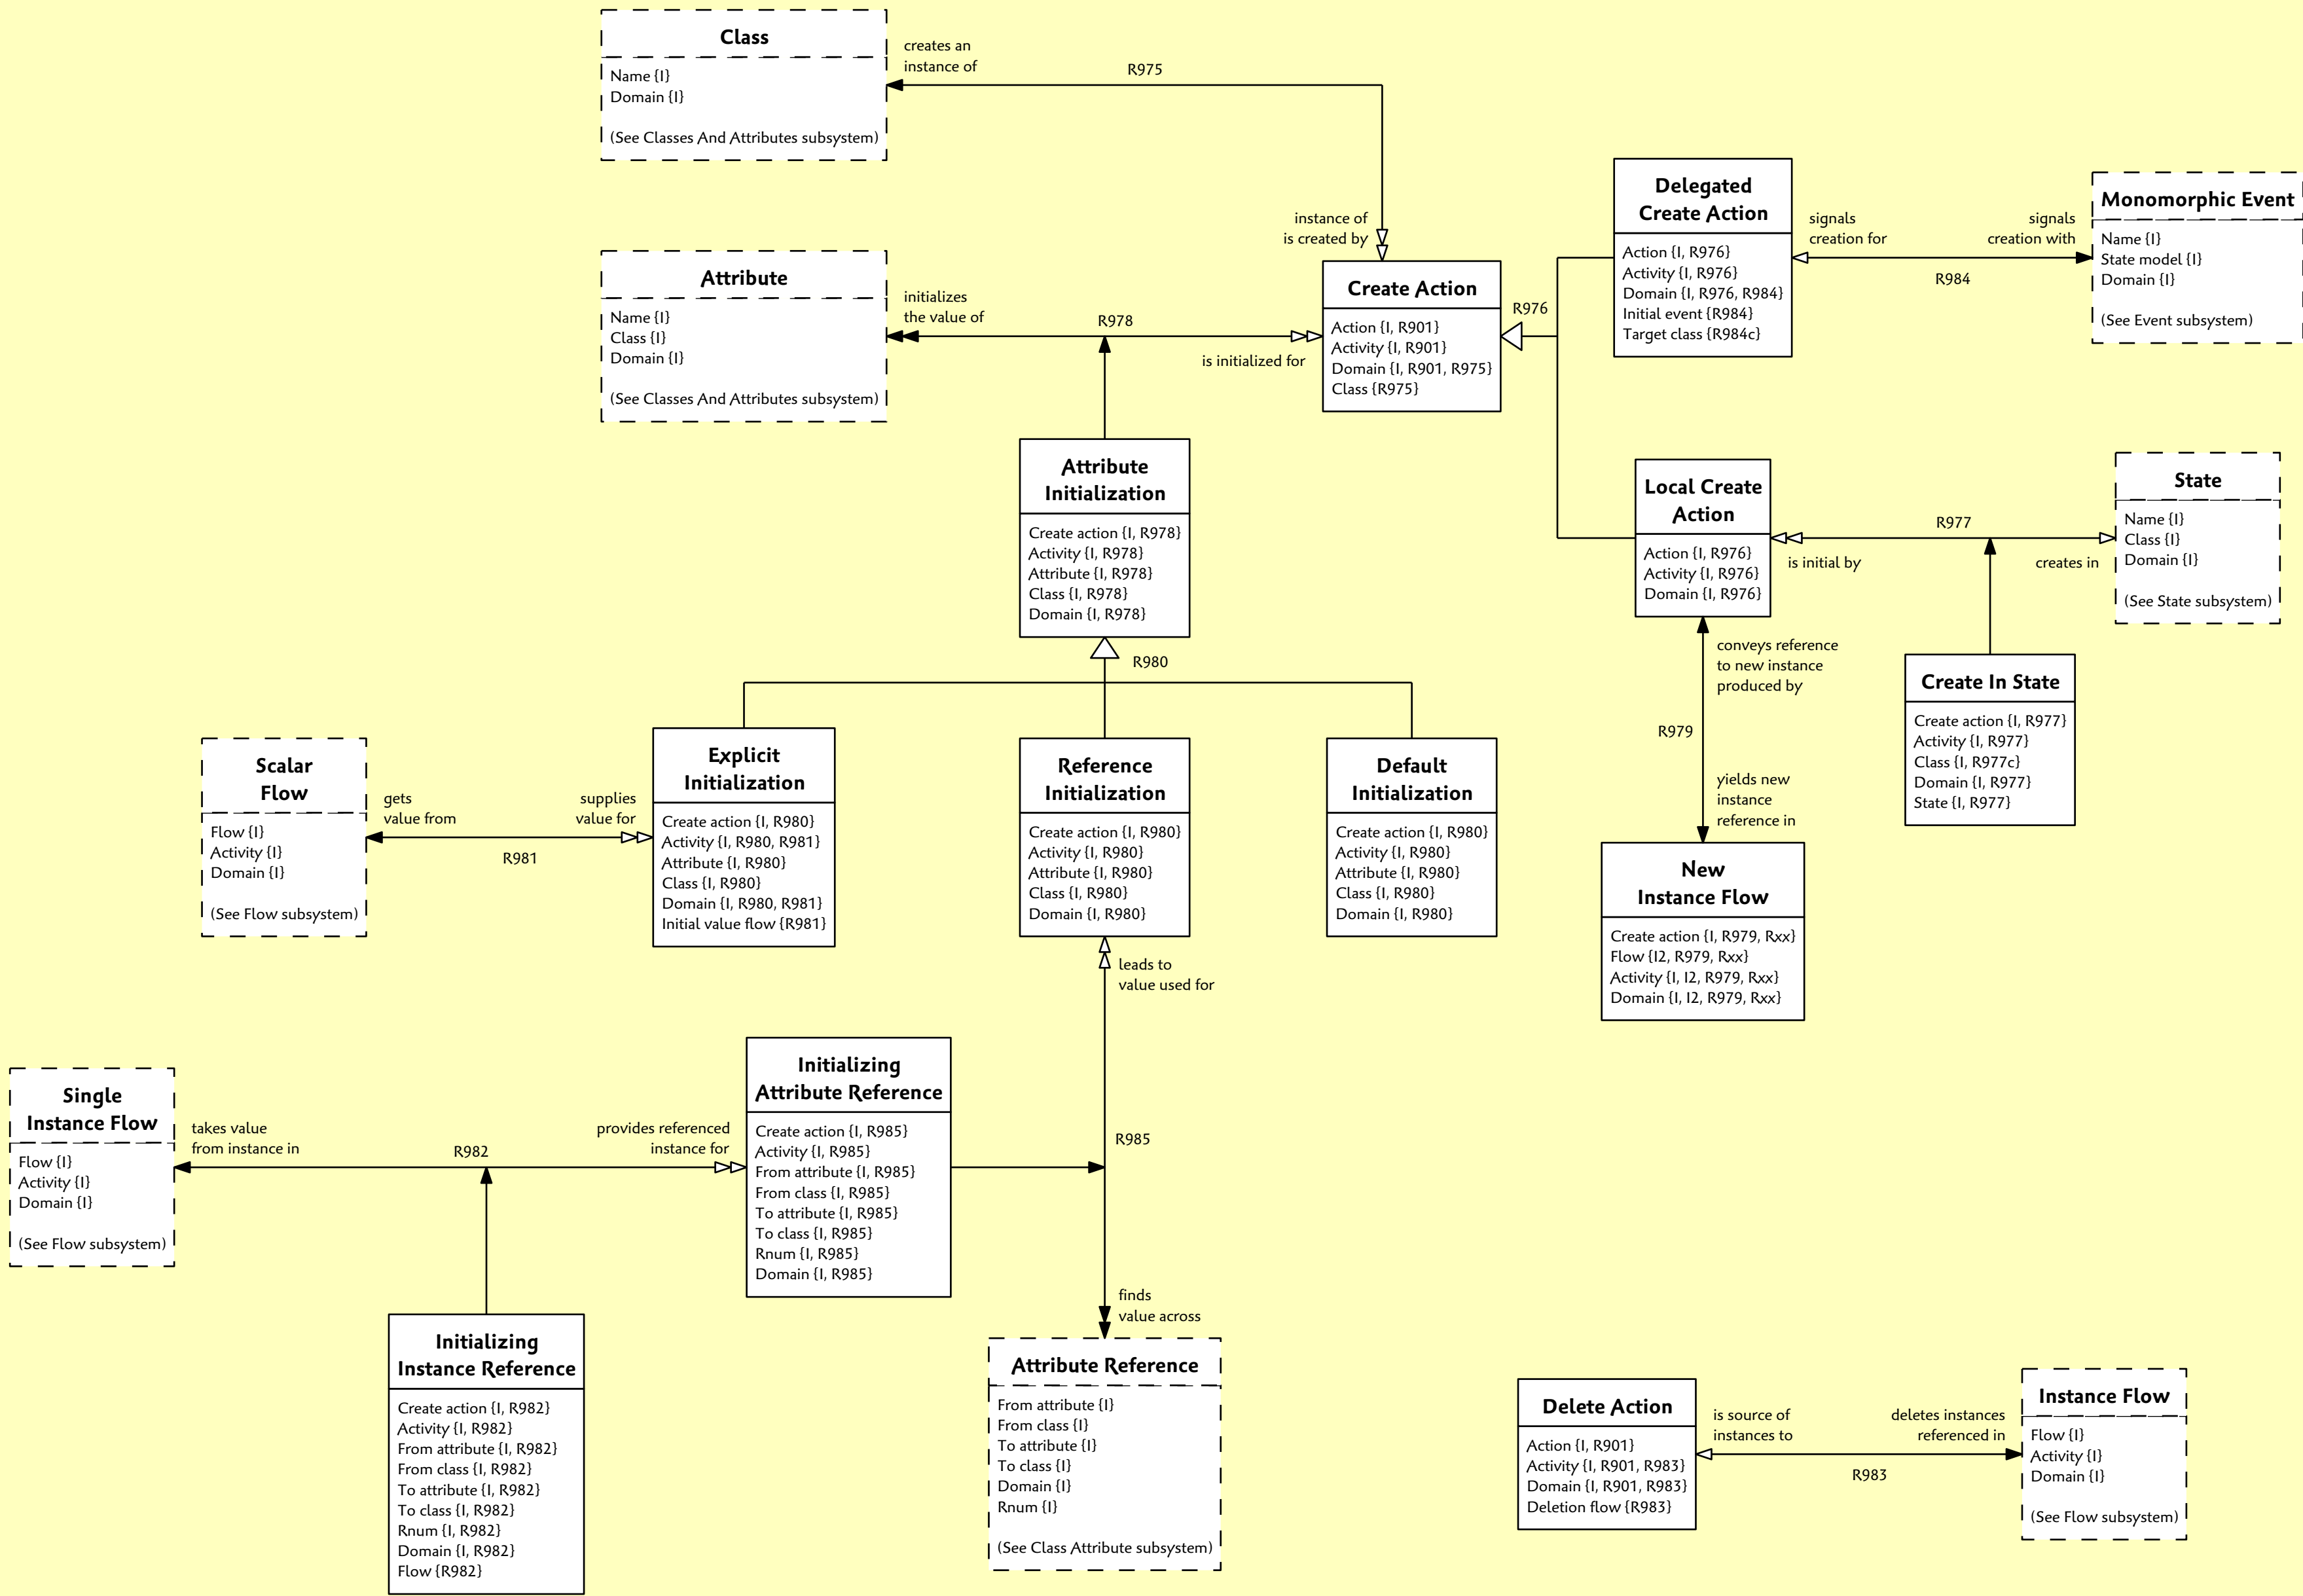 Class
Name {I}
Domain {I}
(See Classes And Attributes subsystem)
creates an
instance of
R975
instance of
is created by
Attribute
Name {I}
Class {I}
Domain {I}
(See Classes And Attributes subsystem)
initializes
the value of
R978
is initialized for
Create Action
Action {I, R901}
Activity {I, R901}
Domain {I, R901, R975}
Class {R975}
R976
Delegated
Create Action
Action {I, R976}
Activity {I, R976}
Domain {I, R976, R984}
Initial event {R984}
Target class {R984c}
signals
creation for
signals
creation with
R984
Monomorphic Event
Name {I}
State model {I}
Domain {I}
(See Event subsystem)
Attribute
Initialization
Create action {I, R978}
Activity {I, R978}
Attribute {I, R978}
Class {I, R978}
Domain {I, R978}
R980
Local Create
Action
Action {I, R976}
Activity {I, R976}
Domain {I, R976}
R977
is initial by
creates in
State
Name {I}
Class {I}
Domain {I}
(See State subsystem)
conveys reference
to new instance
produced by
R979
yields new
instance
reference in
Create In State
Create action {I, R977}
Activity {I, R977}
Class {I, R977c}
Domain {I, R977}
State {I, R977}
Scalar
Flow
Flow {I}
Activity {I}
Domain {I}
(See Flow subsystem)
gets
value from
supplies
value for
R981
Explicit
Initialization
Create action {I, R980}
Activity {I, R980, R981}
Attribute {I, R980}
Class {I, R980}
Domain {I, R980, R981}
Initial value flow {R981}
Reference
Initialization
Create action {I, R980}
Activity {I, R980}
Attribute {I, R980}
Class {I, R980}
Domain {I, R980}
Default
Initialization
Create action {I, R980}
Activity {I, R980}
Attribute {I, R980}
Class {I, R980}
Domain {I, R980}
New
Instance Flow
Create action {I, R979, Rxx}
Flow {I2, R979, Rxx}
Activity {I, I2, R979, Rxx}
Domain {I, I2, R979, Rxx}
leads to
value used for
R985
finds
value across
Single
Instance Flow
Flow {I}
Activity {I}
Domain {I}
(See Flow subsystem)
takes value
from instance in
R982
provides referenced
instance for
Initializing
Attribute Reference
Create action {I, R985}
Activity {I, R985}
From attribute {I, R985}
From class {I, R985}
To attribute {I, R985}
To class {I, R985}
Rnum {I, R985}
Domain {I, R985}
Initializing
Instance Reference
Create action {I, R982}
Activity {I, R982}
From attribute {I, R982}
From class {I, R982}
To attribute {I, R982}
To class {I, R982}
Rnum {I, R982}
Domain {I, R982}
Flow {R982}
Attribute Reference
From attribute {I}
From class {I}
To attribute {I}
To class {I}
Domain {I}
Rnum {I}
(See Class Attribute subsystem)
Delete Action
Action {I, R901}
Activity {I, R901, R983}
Domain {I, R901, R983}
Deletion flow {R983}
is source of
instances to
deletes instances
referenced in
R983
Instance Flow
Flow {I}
Activity {I}
Domain {I}
(See Flow subsystem)